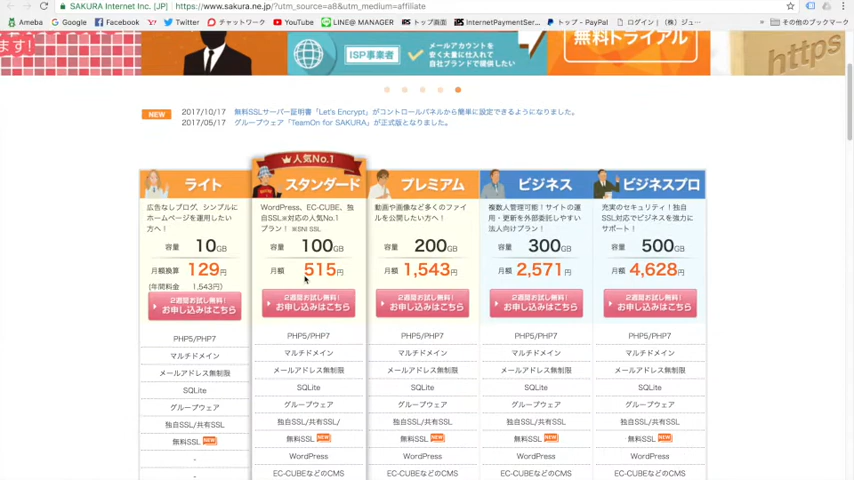 SAKURA Internet Inc. [JP] https://www.sakura.ne.jp/?utm_source=a8&utm_medium=affiliate
Ameba Google Facebook Twitter チャットワーク YouTube LINE@ MANAGER トップ画面 InternetPaymentSer... トップ - PayPal ログイン | (株)ジュ... その他のブックマーク
ます!
ISP事業者
メールアカウントを
安く大量に仕入れて
自社ブランドで提供したい
無料トライアル
https
NEW 2017/10/17 無料SSLサーバー証明書「Let's Encrypt」がコントロールパネルから簡単に設定できるようになりました。
2017/05/17 グループウェア「TeamOn for SAKURA」が正式版となりました。
人気No.1
ライト
広告なしブログ、シンプルに
ホームページを運用したい
方へ!
容量 10GB
月額換算 129円
(年間料金 1,543円)
2週間お試し無料!
お申し込みはこちら
PHP5/PHP7
マルチドメイン
メールアドレス無制限
SQLite
グループウェア
独自SSL/共有SSL
無料SSL NEW
-
-
スタンダード
WordPress、EC-CUBE、独
自SSL※対応の人気No.1
プラン! ※SNI SSL
容量 100GB
月額 515円
2週間お試し無料!
お申し込みはこちら
PHP5/PHP7
マルチドメイン
メールアドレス無制限
SQLite
グループウェア
独自SSL/共有SSL/
無料SSL NEW
WordPress
EC-CUBEなどのCMS
プレミアム
動画や画像など多くのファイ
ルを公開したい方へ!
容量 200GB
月額 1,543円
2週間お試し無料!
お申し込みはこちら
PHP5/PHP7
マルチドメイン
メールアドレス無制限
SQLite
グループウェア
独自SSL/共有SSL
無料SSL NEW
WordPress
EC-CUBEなどのCMS
ビジネス
複数人管理可能!サイトの運
用・更新を外部委託しやすい
法人向けプラン!
容量 300GB
月額 2,571円
2週間お試し無料!
お申し込みはこちら
PHP5/PHP7
マルチドメイン
メールアドレス無制限
SQLite
グループウェア
独自SSL/共有SSL
無料SSL NEW
WordPress
EC-CUBEなどのCMS
ビジネスプロ
充実のセキュリティ!独自
SSL対応でビジネスを強力に
サポート!
容量 500GB
月額 4,628円
2週間お試し無料!
お申し込みはこちら
PHP5/PHP7
マルチドメイン
メールアドレス無制限
SQLite
グループウェア
独自SSL/共有SSL
無料SSL NEW
WordPress
EC-CUBEなどのCMS